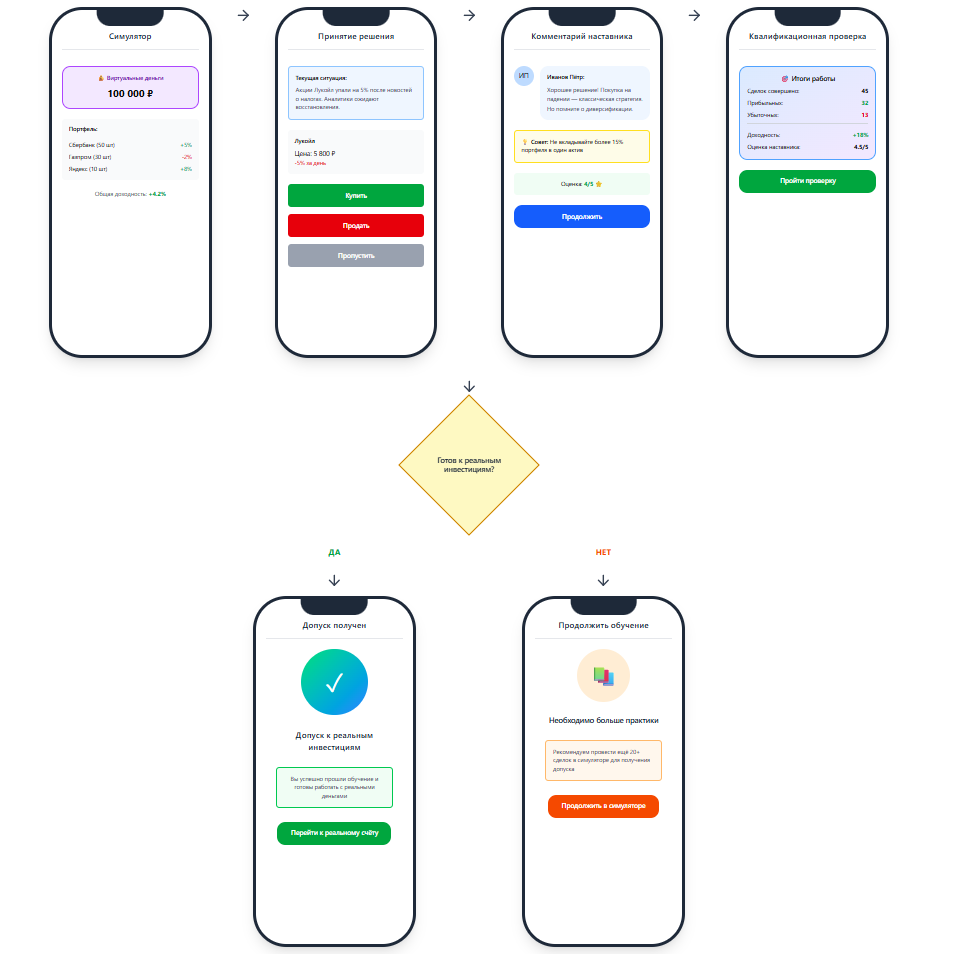 Симулятор
Виртуальные деньги
100 000 ₽
Портфель:
Сбербанк (50 шт) +5%
Газпром (30 шт) -2%
Яндекс (10 шт) +8%
Общая доходность: +4.2%
Принятие решения
Текущая ситуация:
Акции Лукойл упали на 5% после новостей
о налогах. Аналитики ожидают
восстановления.
Лукойл
Цена: 5 800 ₽
-5% за день
Купить
Продать
Пропустить
Комментарий наставника
ИП
Иванов Пётр:
Хорошее решение! Покупка на
падении — классическая стратегия.
Но помните о диверсификации.
Совет: Не вкладывайте более 15%
портфеля в один актив
Оценка: 4/5
Продолжить
Квалификационная проверка
Итоги работы
Сделок совершено: 45
Прибыльных: 32
Убыточных: 13
Доходность: +18%
Оценка наставника: 4.5/5
Пройти проверку
Готов к реальным
инвестициям?
ДА
НЕТ
Допуск получен
Допуск к реальным
инвестициям
Вы успешно прошли обучение и
готовы работать с реальными
деньгами
Перейти к реальному счёту
Продолжить обучение
Необходимо больше практики
Рекомендуем провести ещё 20+
сделок в симуляторе для получения
допуска
Продолжить в симуляторе